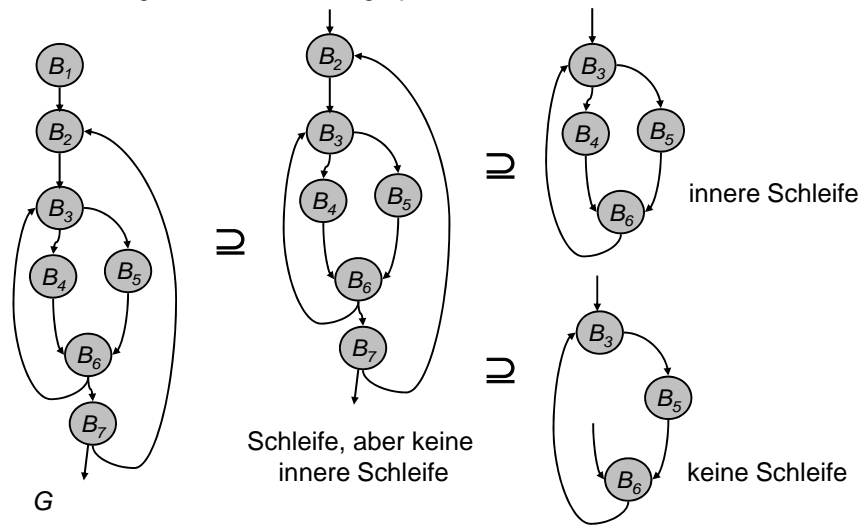 B1
B2
B3
B4
B5
B6
B7
G
⊇
B2
B3
B4
B5
B6
B7
Schleife, aber keine
innere Schleife
⊇
B3
B4
B5
B6
innere Schleife
⊇
B3
B5
B6
keine Schleife